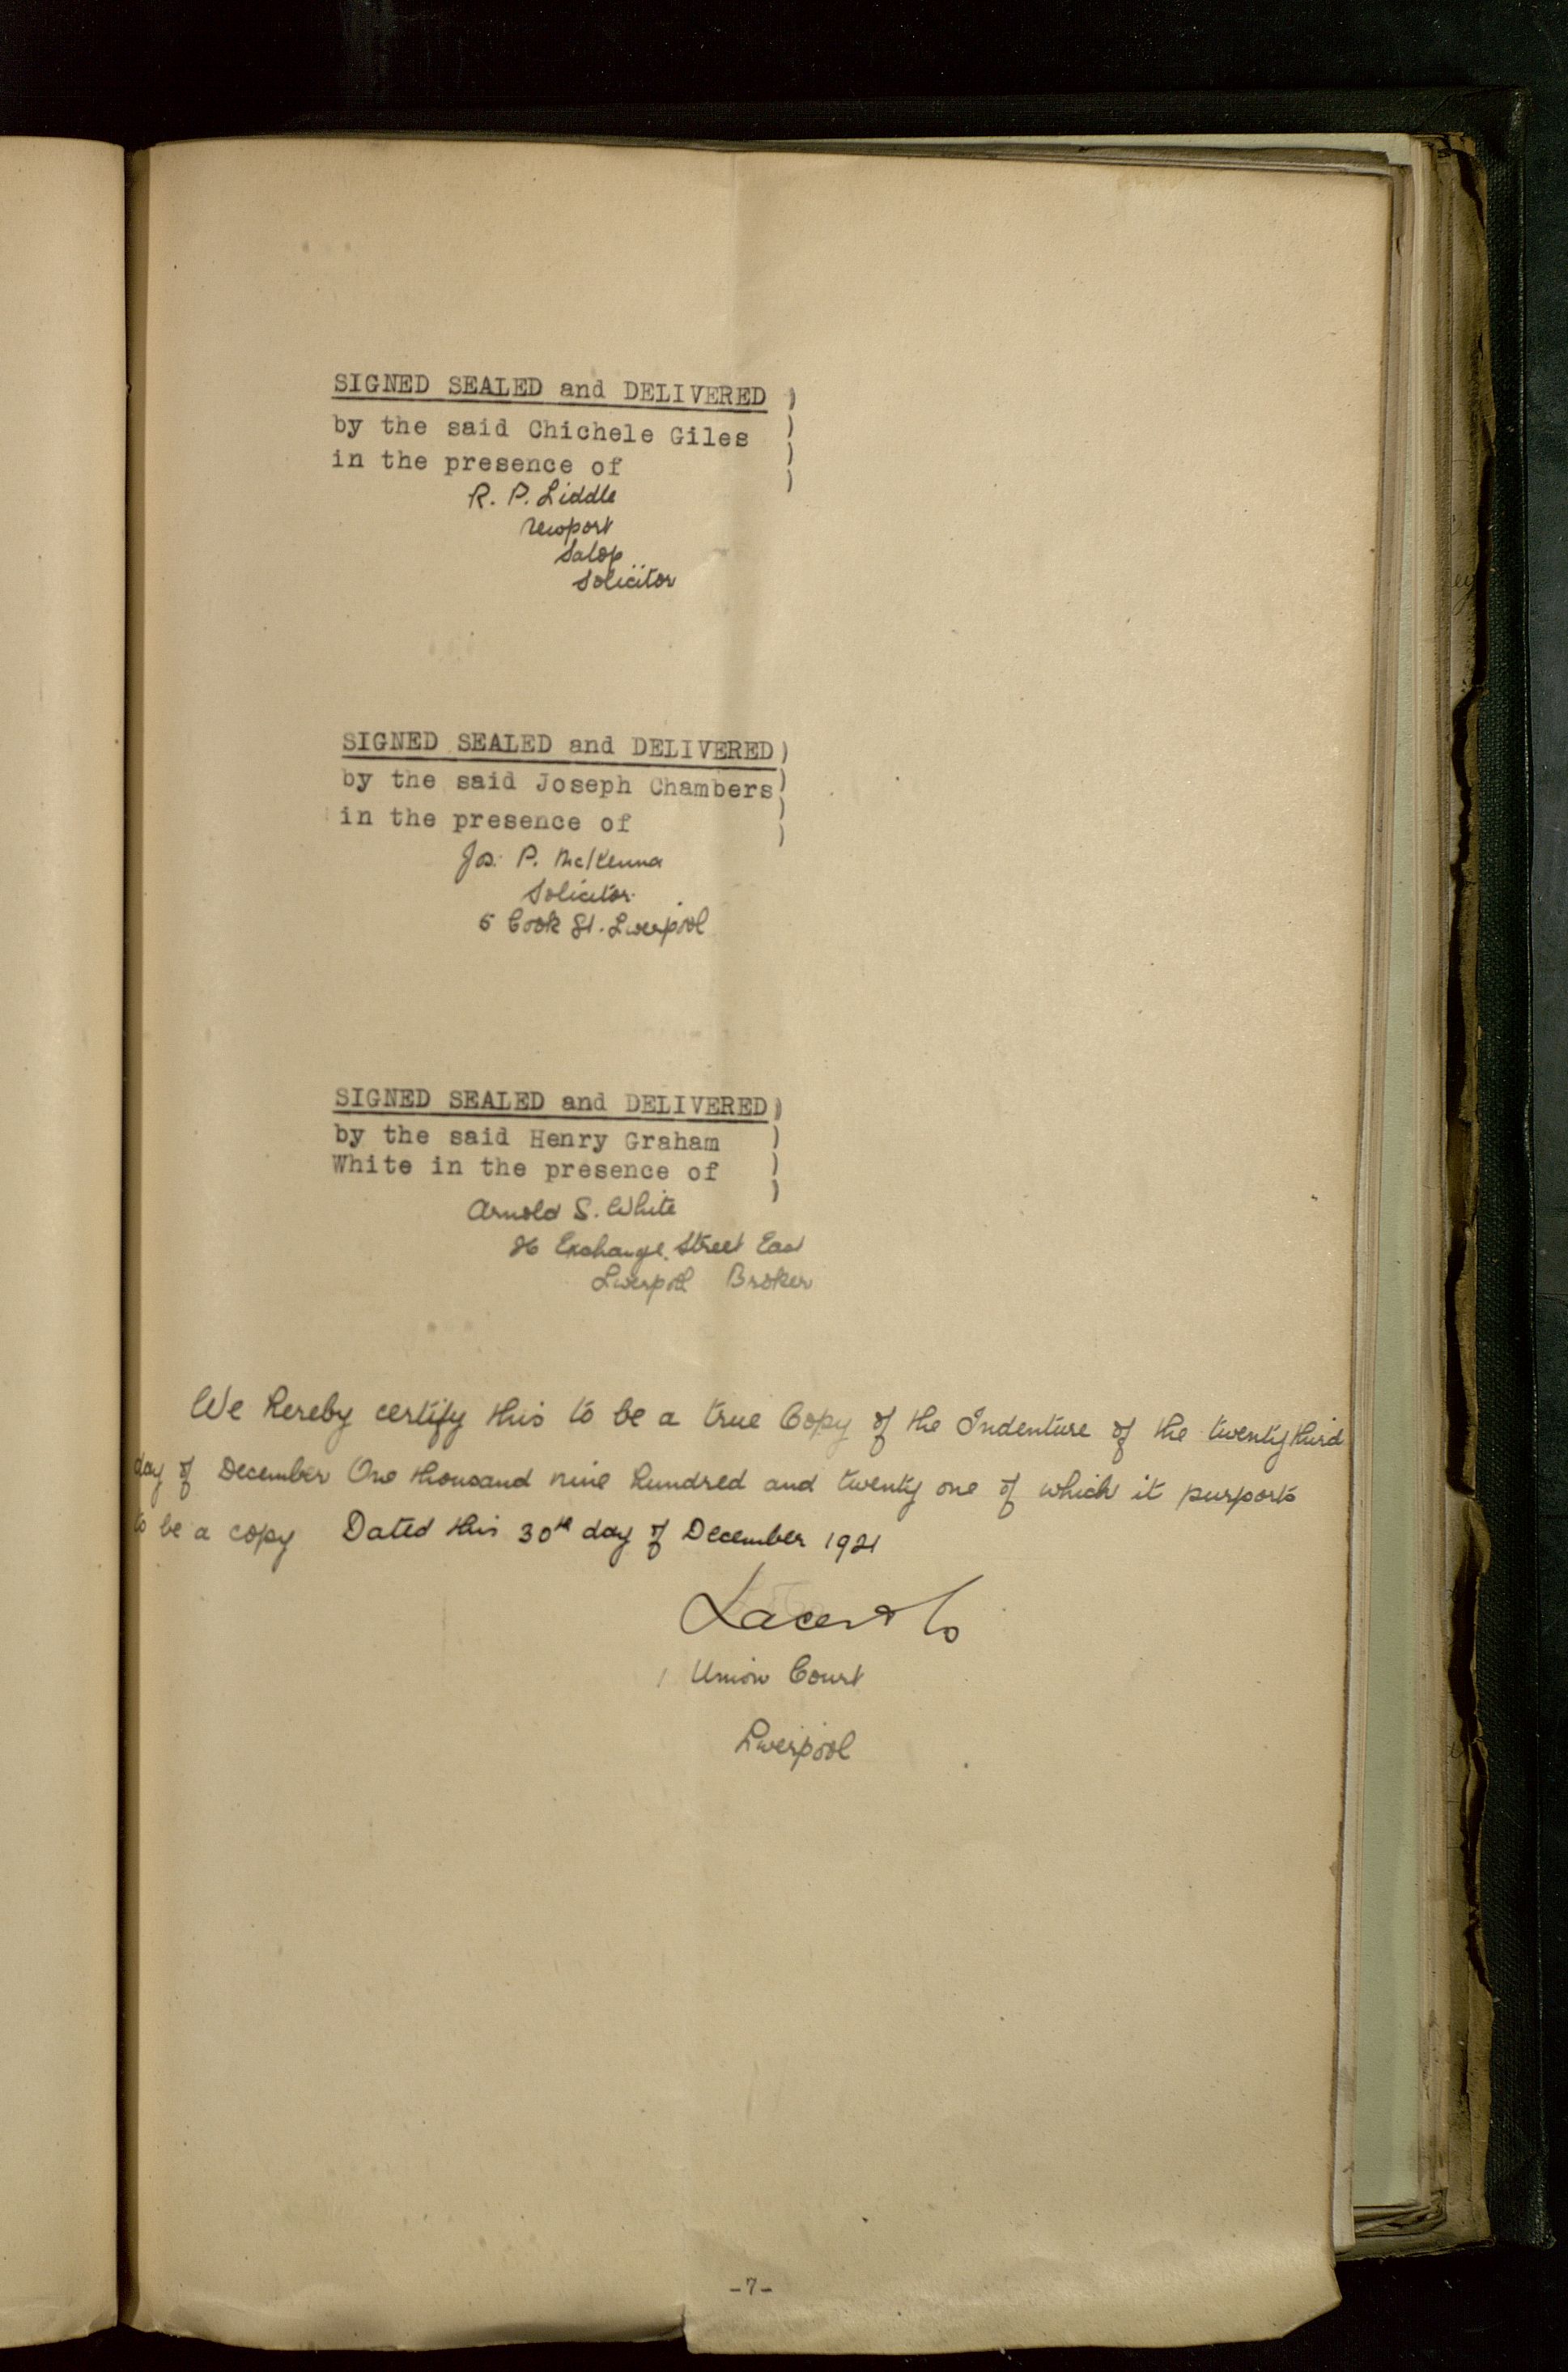 SIGNED SEALED and DELIVERED )
by the said Chichele Giles )
in the presence of )
)
R. P. Liddle
Newport
Salop
Solicitor
SIGNED SEALED and DELIVERED )
by the said Joseph Chambers )
in the presence of )
)
Jos. P. McKenna
Solicitor.
5 Cook St. Liverpool
SIGNED SEALED and DELIVERED )
by the said Henry Graham )
White in the presence of )
)
Arnold S. White
Exchange Street East
Liverpool Broker
We hereby certify this to be a true Copy of the Indenture of the twenty third
day of December One thousand nine hundred and twenty one of which it purports
to be a copy Dated this 30th day of December 1921
Laces & Co
1 Union Court
Liverpool
-7-